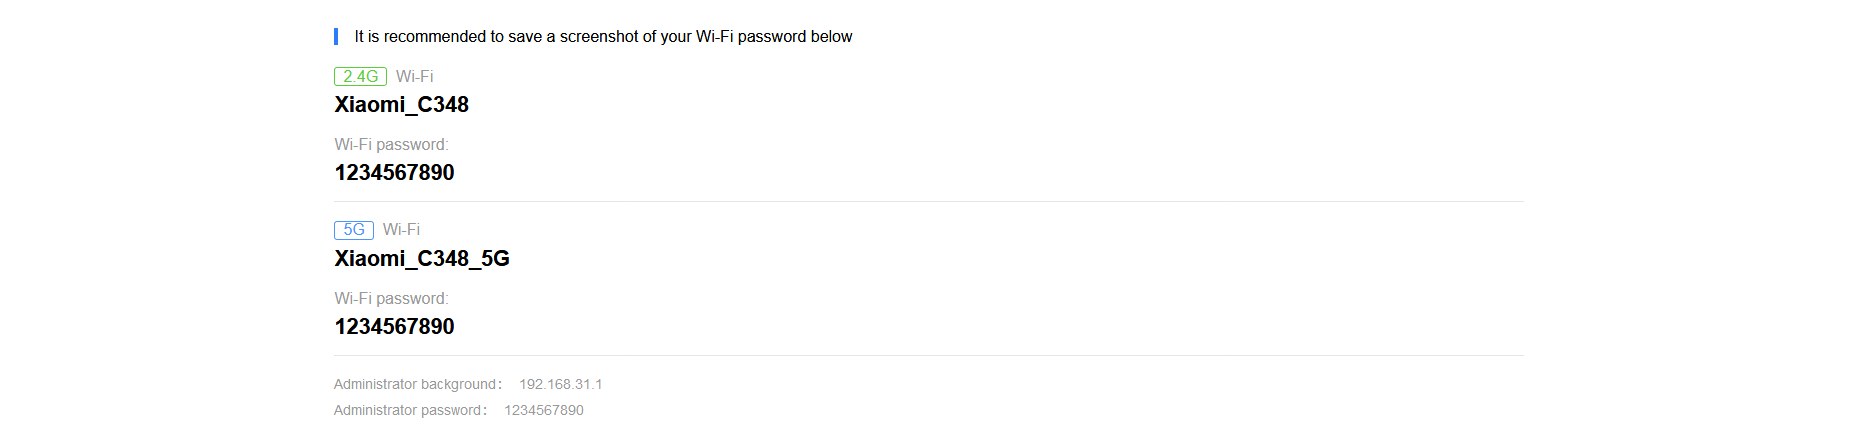 It is recommended to save a screenshot of your Wi-Fi password below
2.4G Wi-Fi
Xiaomi_C348
Wi-Fi password:
1234567890
5G Wi-Fi
Xiaomi_C348_5G
Wi-Fi password:
1234567890
Administrator background: 192.168.31.1
Administrator password: 1234567890